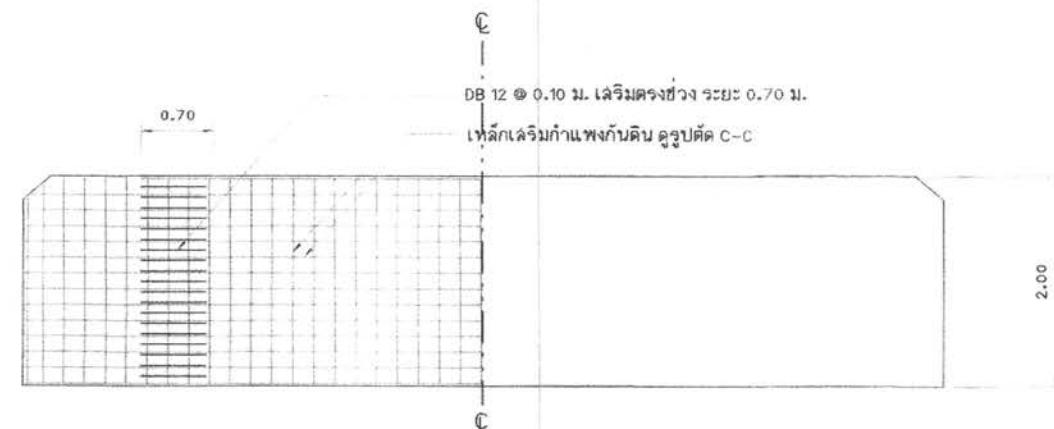 ℄
DB 12 @ 0.10 ม. เสริมตรงช่วง ระยะ 0.70 ม.
0.70
เหล็กเสริมกำแพงกันดิน ดูรูปตัด C-C
2.00
℄